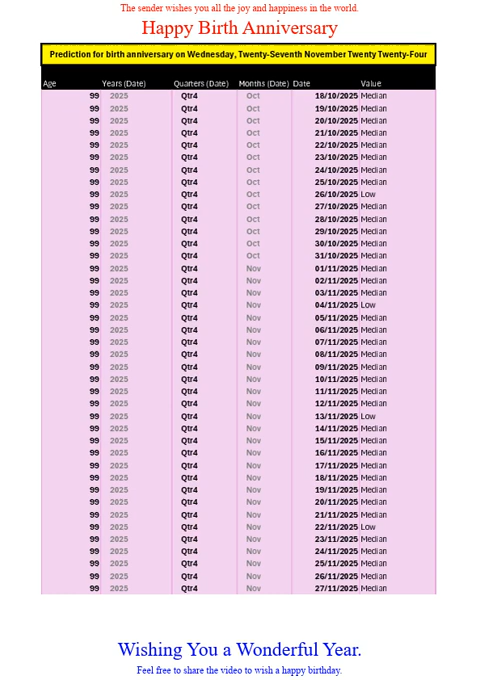 The sender wishes you all the joy and happiness in the world.
Happy Birth Anniversary
Prediction for birth anniversary on Wednesday, Twenty-Seventh November Twenty Twenty-Four
Age Years (Date) Quarters (Date) Months (Date) Date Value
99 2025 Qtr4 Oct 18/10/2025 Median
99 2025 Qtr4 Oct 19/10/2025 Median
99 2025 Qtr4 Oct 20/10/2025 Median
99 2025 Qtr4 Oct 21/10/2025 Median
99 2025 Qtr4 Oct 22/10/2025 Median
99 2025 Qtr4 Oct 23/10/2025 Median
99 2025 Qtr4 Oct 24/10/2025 Median
99 2025 Qtr4 Oct 25/10/2025 Median
99 2025 Qtr4 Oct 26/10/2025 Low
99 2025 Qtr4 Oct 27/10/2025 Median
99 2025 Qtr4 Oct 28/10/2025 Median
99 2025 Qtr4 Oct 29/10/2025 Median
99 2025 Qtr4 Oct 30/10/2025 Median
99 2025 Qtr4 Oct 31/10/2025 Median
99 2025 Qtr4 Nov 01/11/2025 Median
99 2025 Qtr4 Nov 02/11/2025 Median
99 2025 Qtr4 Nov 03/11/2025 Median
99 2025 Qtr4 Nov 04/11/2025 Low
99 2025 Qtr4 Nov 05/11/2025 Median
99 2025 Qtr4 Nov 06/11/2025 Median
99 2025 Qtr4 Nov 07/11/2025 Median
99 2025 Qtr4 Nov 08/11/2025 Median
99 2025 Qtr4 Nov 09/11/2025 Median
99 2025 Qtr4 Nov 10/11/2025 Median
99 2025 Qtr4 Nov 11/11/2025 Median
99 2025 Qtr4 Nov 12/11/2025 Median
99 2025 Qtr4 Nov 13/11/2025 Low
99 2025 Qtr4 Nov 14/11/2025 Median
99 2025 Qtr4 Nov 15/11/2025 Median
99 2025 Qtr4 Nov 16/11/2025 Median
99 2025 Qtr4 Nov 17/11/2025 Median
99 2025 Qtr4 Nov 18/11/2025 Median
99 2025 Qtr4 Nov 19/11/2025 Median
99 2025 Qtr4 Nov 20/11/2025 Median
99 2025 Qtr4 Nov 21/11/2025 Median
99 2025 Qtr4 Nov 22/11/2025 Low
99 2025 Qtr4 Nov 23/11/2025 Median
99 2025 Qtr4 Nov 24/11/2025 Median
99 2025 Qtr4 Nov 25/11/2025 Median
99 2025 Qtr4 Nov 26/11/2025 Median
99 2025 Qtr4 Nov 27/11/2025 Median
Wishing You a Wonderful Year.
Feel free to share the video to wish a happy birthday.